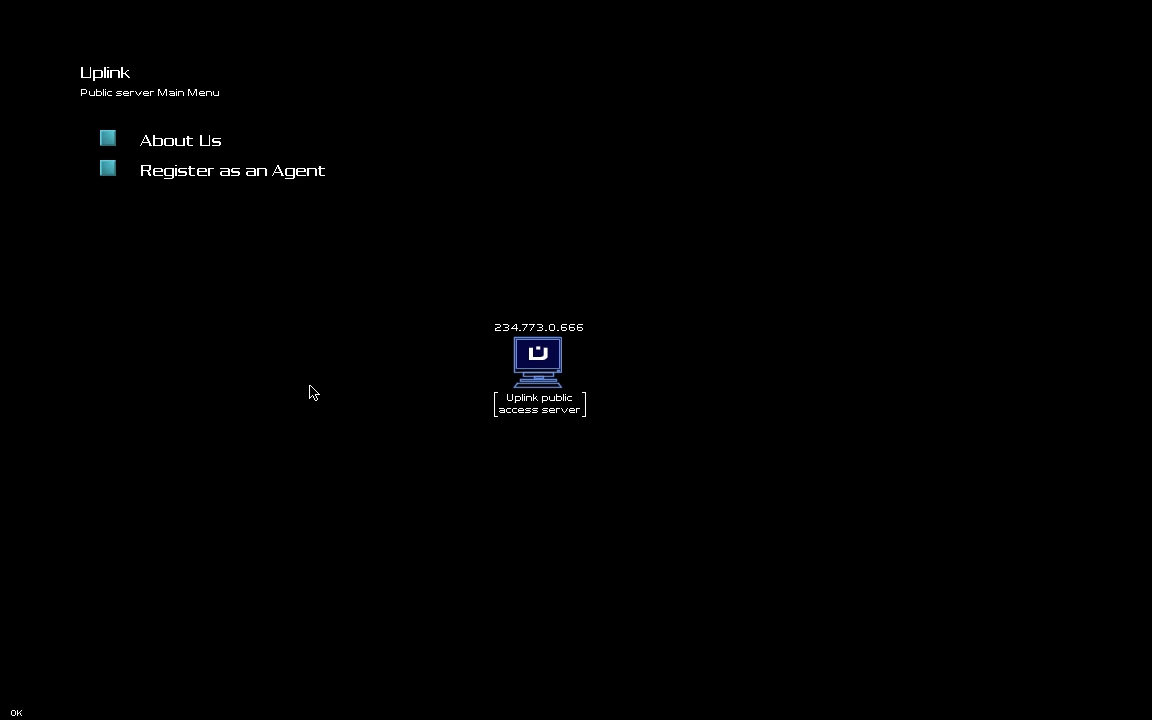 Uplink
Public server Main Menu
About Us
Register as an Agent
234.773.0.666
Uplink public
access server
OK